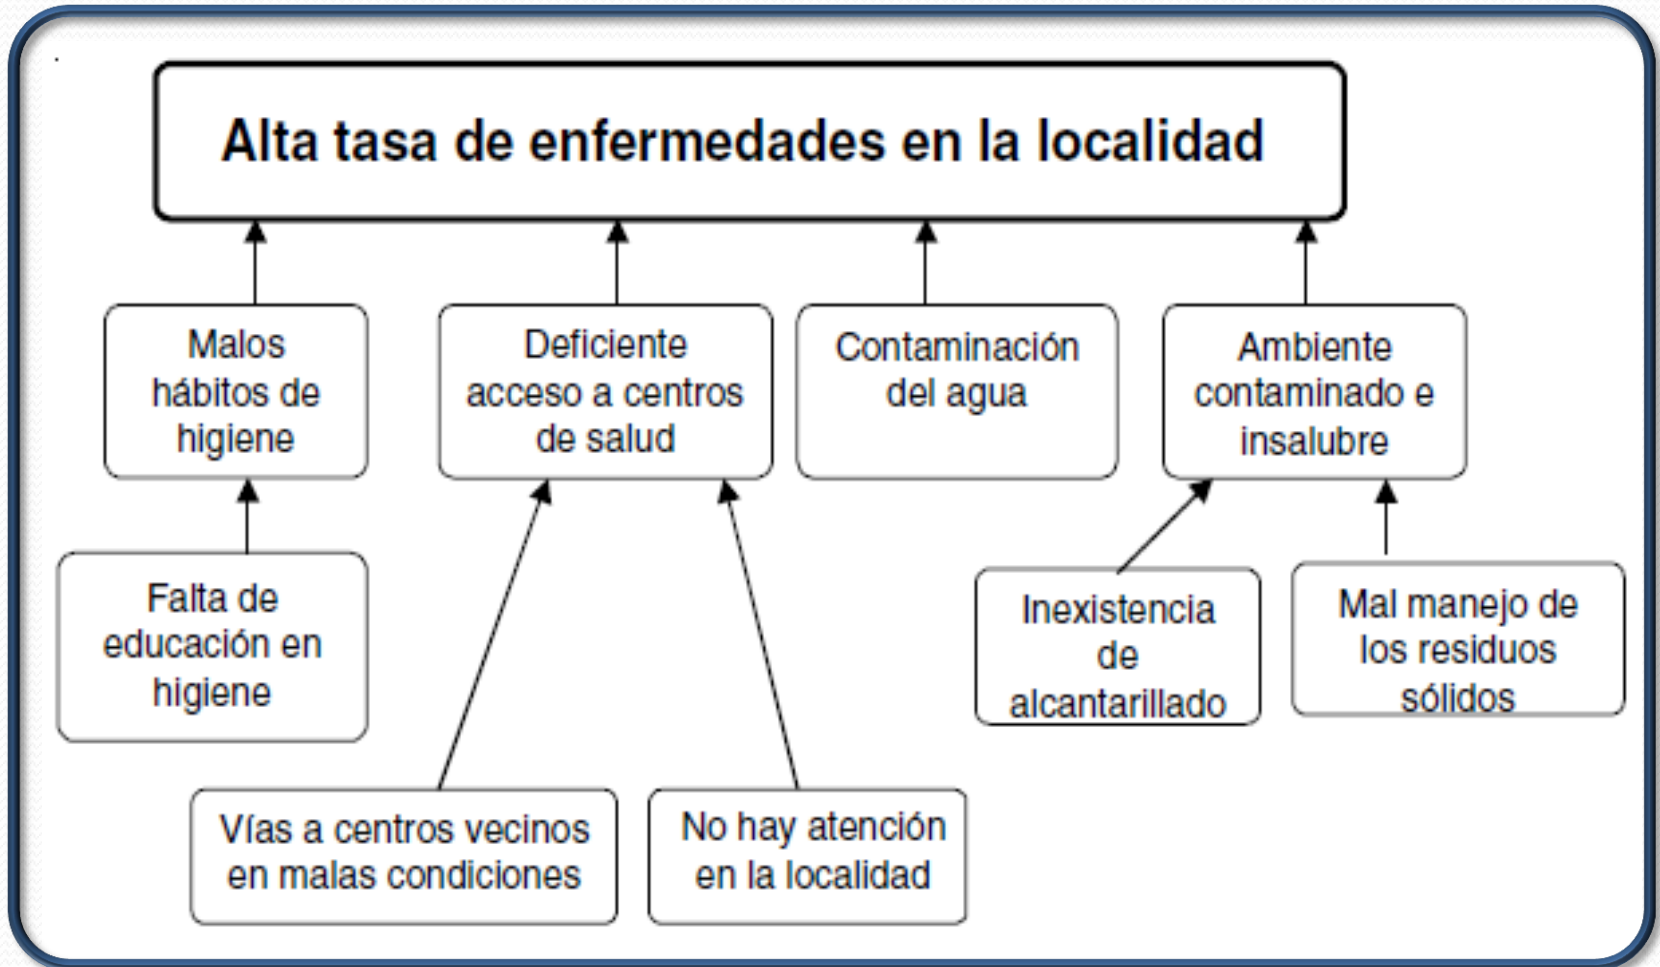 Alta tasa de enfermedades en la localidad
Malos
hábitos de
higiene
Deficiente
acceso a centros
de salud
Contaminación
del agua
Ambiente
contaminado e
insalubre
Falta de
educación en
higiene
Inexistencia
de
alcantarillado
Mal manejo de
los residuos
sólidos
Vías a centros vecinos
en malas condiciones
No hay atención
en la localidad